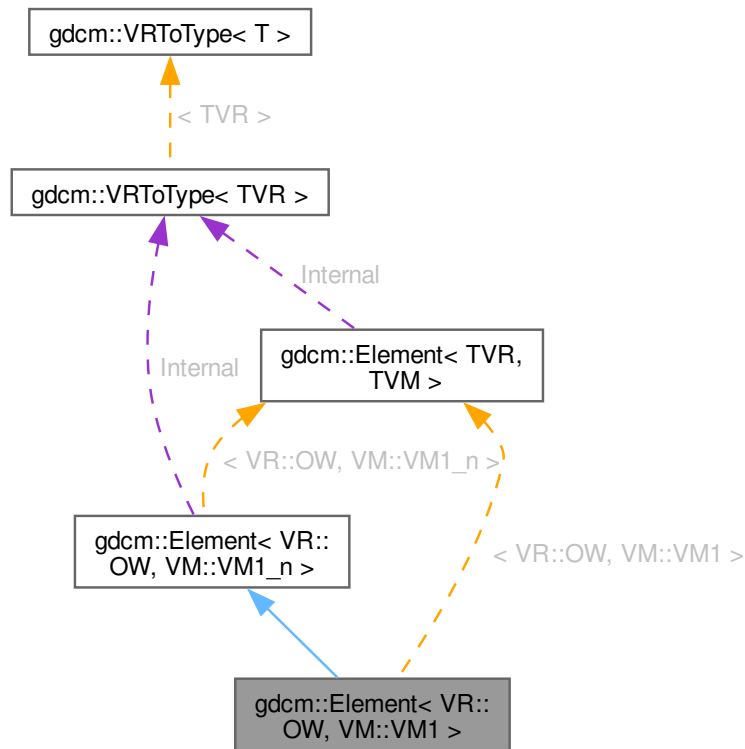 gdcm::VRToType< T >
< TVR >
gdcm::VRToType< TVR >
Internal
gdcm::Element< TVR,
TVM >
Internal
< VR::OW, VM::VM1_n >
gdcm::Element< VR::
OW, VM::VM1_n >
< VR::OW, VM::VM1 >
gdcm::Element< VR::
OW, VM::VM1 >